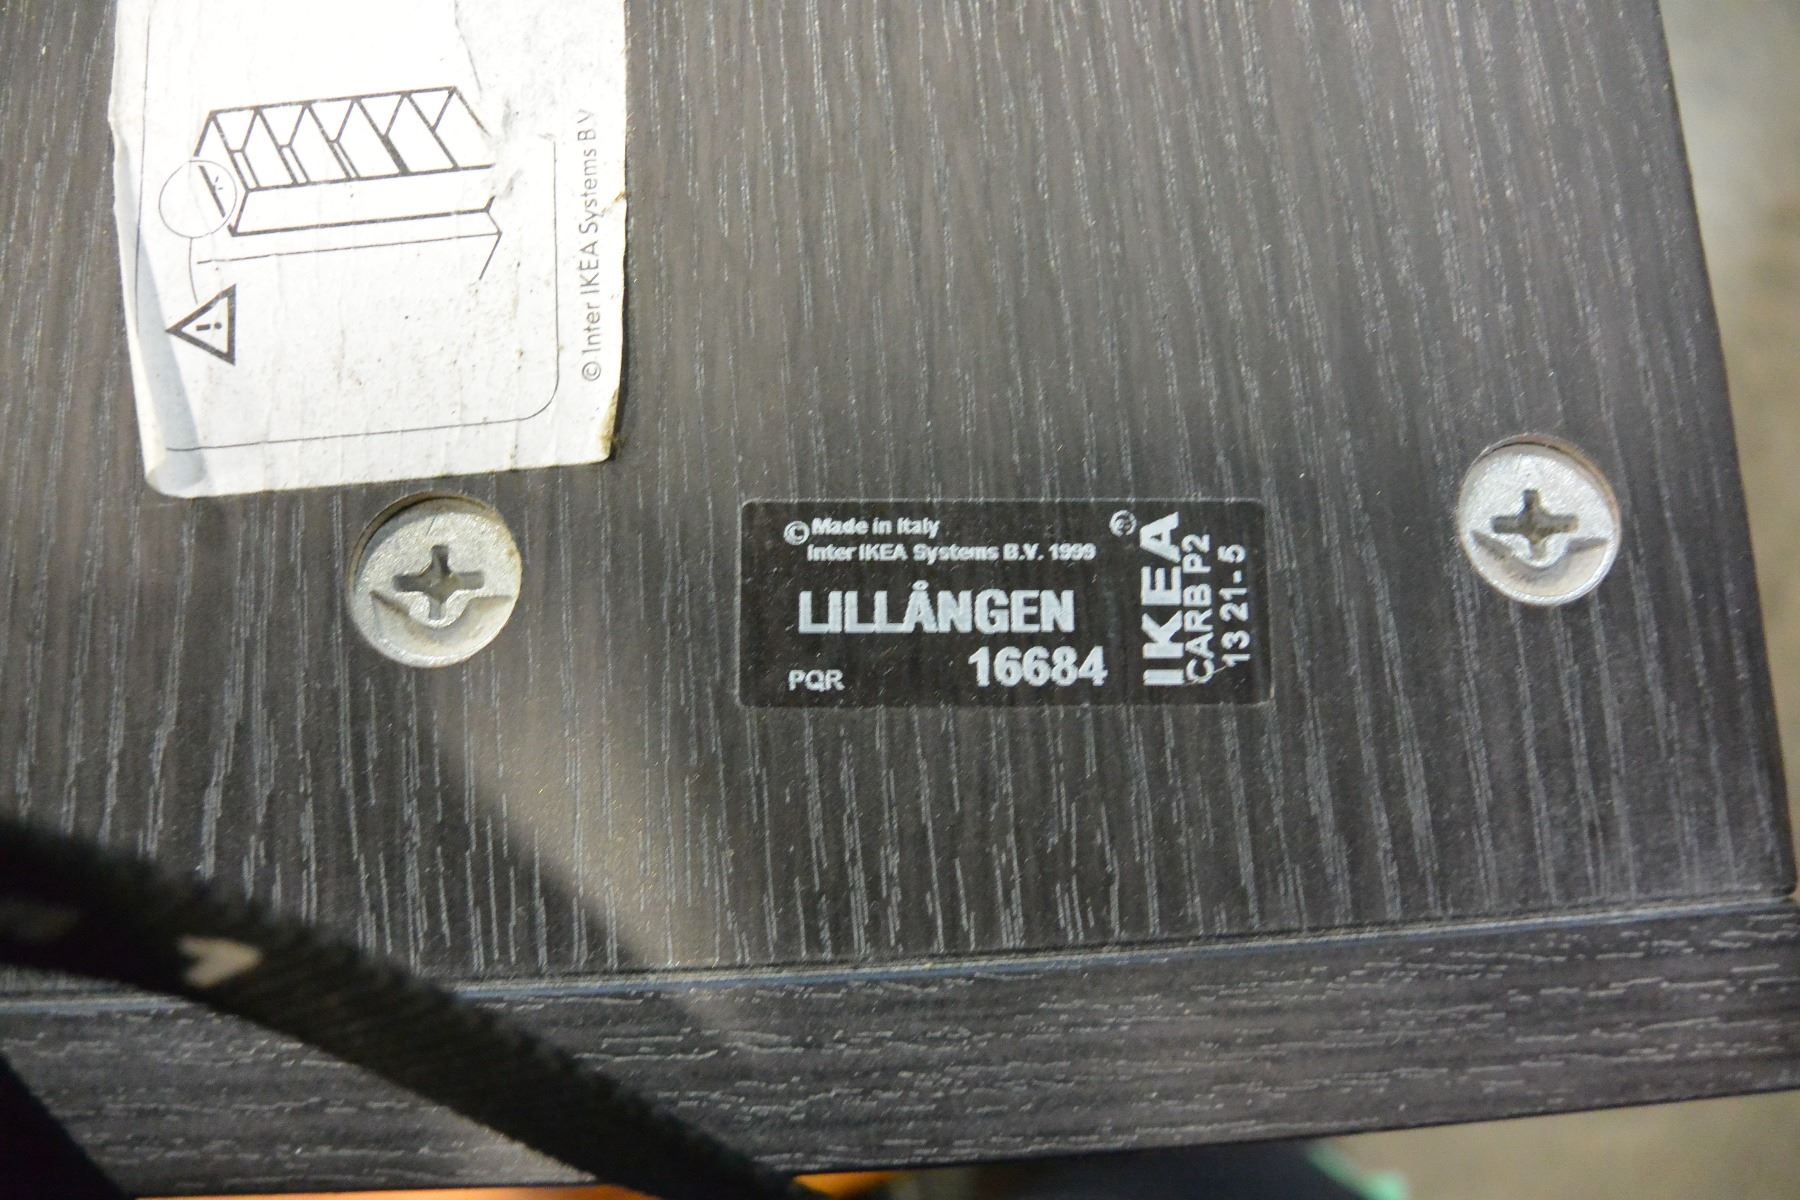 © Inter IKEA Systems B.V
© Made in Italy
Inter IKEA Systems B.V. 1999
LILLÅNGEN
PQR 16684
IKEA®
CARB P2
13 21-5